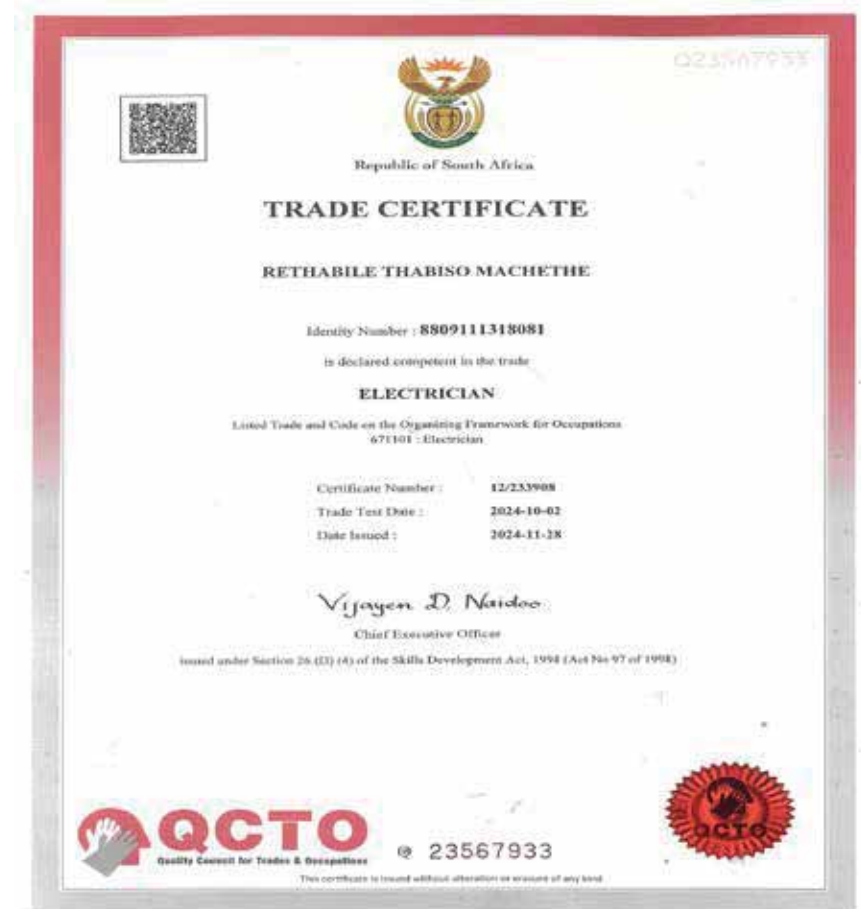 Q23567933
Republic of South Africa
TRADE CERTIFICATE
RETHABILE THABISO MACHETHE
Identity Number : 8809111318081
is declared competent in the trade
ELECTRICIAN
Listed Trade and Code on the Organizing Framework for Occupations
671101 : Electrician
Certificate Number : 12/233908
Trade Test Date : 2024-10-02
Date Issued : 2024-11-28
Vijayen D. Naidoo
Chief Executive Officer
issued under Section 26 (D) (4) of the Skills Development Act, 1998 (Act No 97 of 1998)
QCTO
Quality Council for Trades & Occupations
QCTO
23567933
This certificate is issued without alteration or erasure of any kind